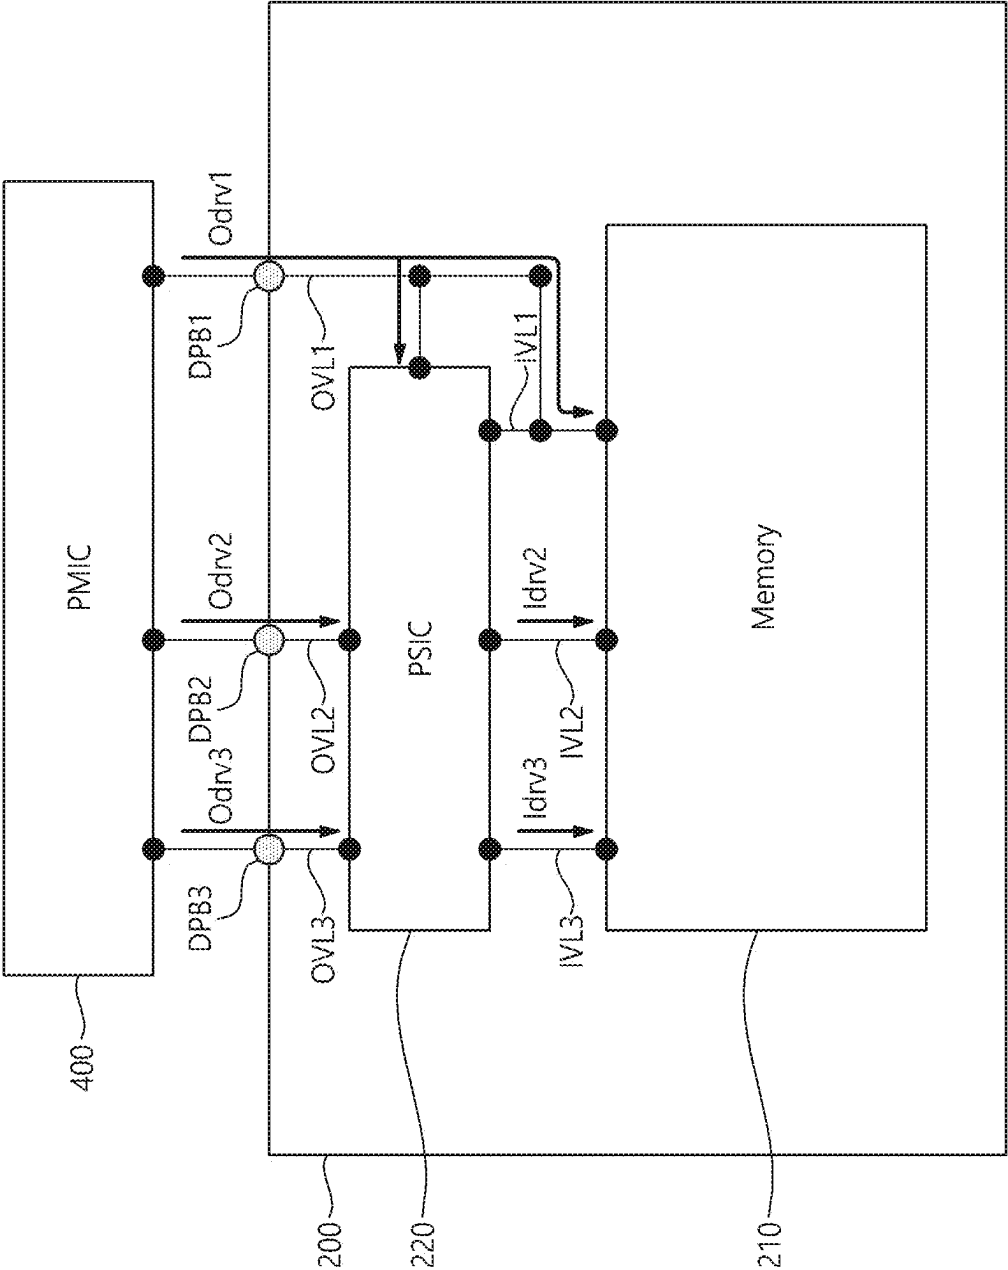 400
PMIC
DPB3
Odrv3
DPB2
Odrv2
DPB1
Odrv1
200
OVL3
OVL2
OVL1
220
PSIC
IVL3
Idrv3
IVL2
Idrv2
IVL1
210
Memory